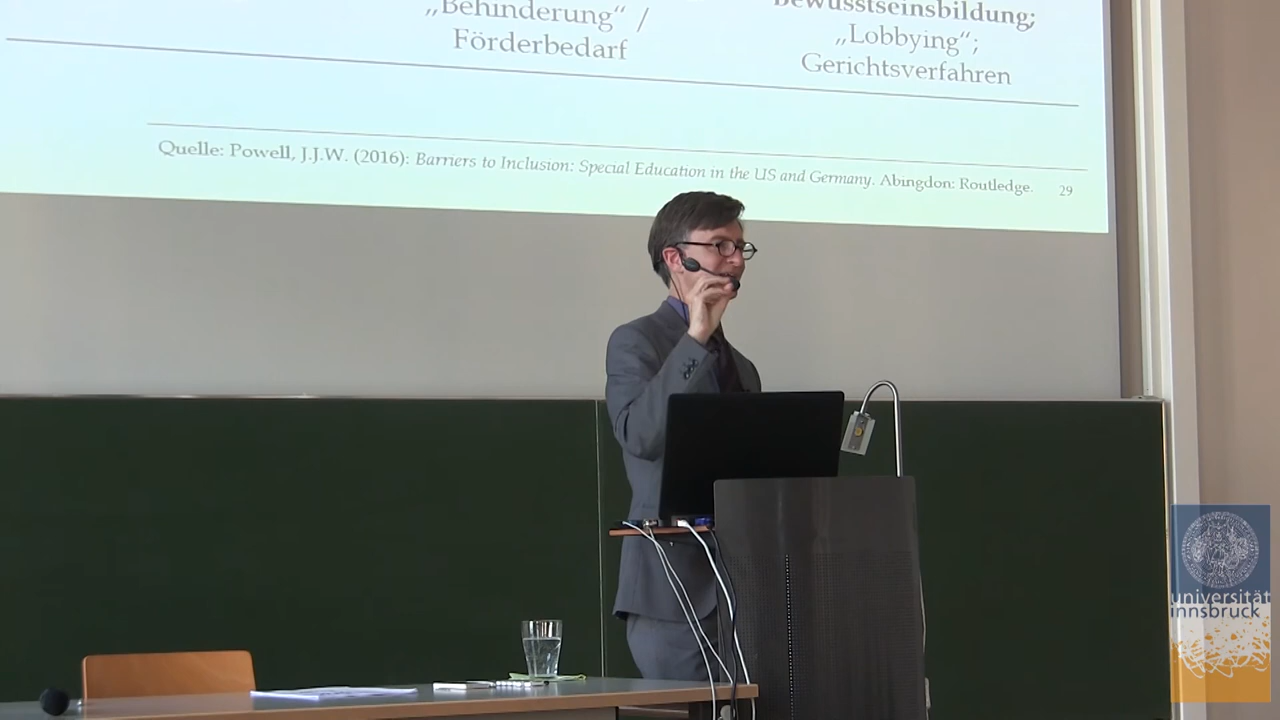 „Behinderung“ /
Förderbedarf
Bewusstseinsbildung;
„Lobbying“;
Gerichtsverfahren
Quelle: Powell, J.J.W. (2016): Barriers to Inclusion: Special Education in the US and Germany. Abingdon: Routledge.
29
universität
innsbruck